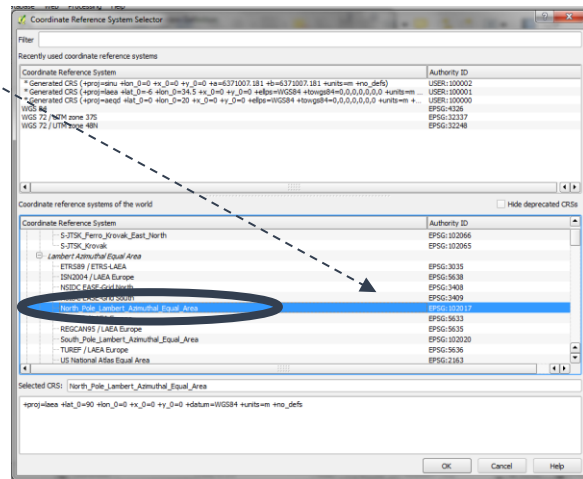 Database Web Processing Help
Coordinate Reference System Selector
Filter
Recently used coordinate reference systems
Coordinate Reference System Authority ID
* Generated CRS (+proj=sinu +lon_0=0 +x_0=0 +y_0=0 +a=6371007.181 +b=6371007.181 +units=m +no_defs) USER:100002
* Generated CRS (+proj=laea +lat_0=-6 +lon_0=34.5 +x_0=0 +y_0=0 +ellps=WGS84 +towgs84=0,0,0,0,0,0,0 +units=m ... USER:100001
* Generated CRS (+proj=aeqd +lat_0=0 +lon_0=20 +x_0=0 +y_0=0 +ellps=WGS84 +towgs84=0,0,0,0,0,0,0 +units=m +... USER:100000
WGS 84 EPSG:4326
WGS 72 / UTM zone 37S EPSG:32337
WGS 72 / UTM zone 48N EPSG:32248
Coordinate reference systems of the world Hide deprecated CRSs
Coordinate Reference System Authority ID
S-JTSK_Ferro_Krovak_East_North EPSG:102066
S-JTSK_Krovak EPSG:102065
Lambert Azimuthal Equal Area
ETRS89 / ETRS-LAEA EPSG:3035
ISN2004 / LAEA Europe EPSG:5638
NSIDC EASE-Grid North EPSG:3408
EASE-Grid South EPSG:3409
North_Pole_Lambert_Azimuthal_Equal_Area EPSG:102017
EPSG:5633
REGCAN95 / LAEA Europe EPSG:5635
South_Pole_Lambert_Azimuthal_Equal_Area EPSG:102020
TUREF / LAEA Europe EPSG:5636
US National Atlas Equal Area EPSG:2163
Selected CRS: North_Pole_Lambert_Azimuthal_Equal_Area
+proj=laea +lat_0=90 +lon_0=0 +x_0=0 +y_0=0 +datum=WGS84 +units=m +no_defs
OK Cancel Help